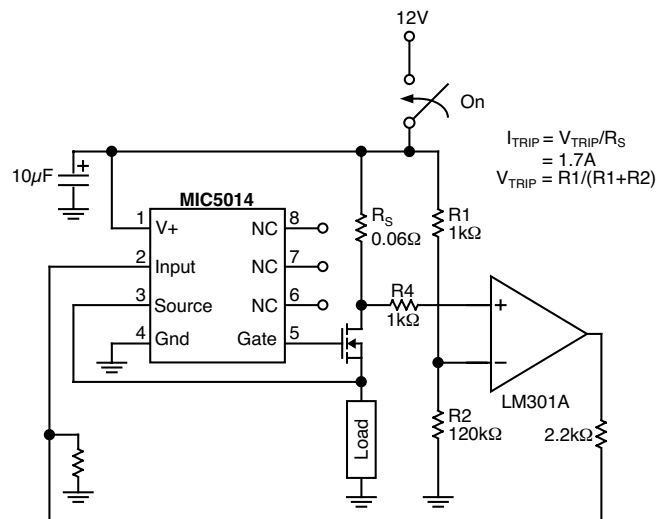 12V
On
I_TRIP = V_TRIP/R_S
= 1.7A
V_TRIP = R1/(R1+R2)
10µF
+
MIC5014
1 V+ NC 8
2 Input NC 7
3 Source NC 6
4 Gnd Gate 5
R_S
0.06Ω
R1
1kΩ
R4
1kΩ
+
−
LM301A
R2
120kΩ
2.2kΩ
Load